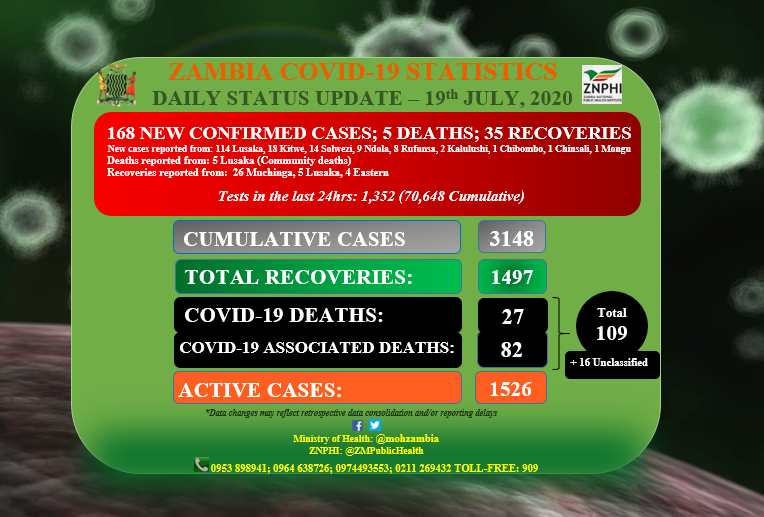 ZAMBIA COVID-19 STATISTICS
DAILY STATUS UPDATE – 19th JULY, 2020
ZNPHI
ZAMBIA NATIONAL
PUBLIC HEALTH INSTITUTE
168 NEW CONFIRMED CASES; 5 DEATHS; 35 RECOVERIES
New cases reported from: 114 Lusaka, 18 Kitwe, 14 Solwezi, 9 Ndola, 8 Rufunsa, 2 Kalulushi, 1 Chibombo, 1 Chinsali, 1 Mongu
Deaths reported from: 5 Lusaka (Community deaths)
Recoveries reported from: 26 Muchinga, 5 Lusaka, 4 Eastern
Tests in the last 24hrs: 1,352 (70,648 Cumulative)
CUMULATIVE CASES 3148
TOTAL RECOVERIES: 1497
COVID-19 DEATHS: 27
COVID-19 ASSOCIATED DEATHS: 82
Total
109
+ 16 Unclassified
ACTIVE CASES: 1526
*Data changes may reflect retrospective data consolidation and/or reporting delays
Ministry of Health: @mohzambia
ZNPHI: @ZMPublicHealth
0953 898941; 0964 638726; 0974493553; 0211 269432 TOLL-FREE: 909